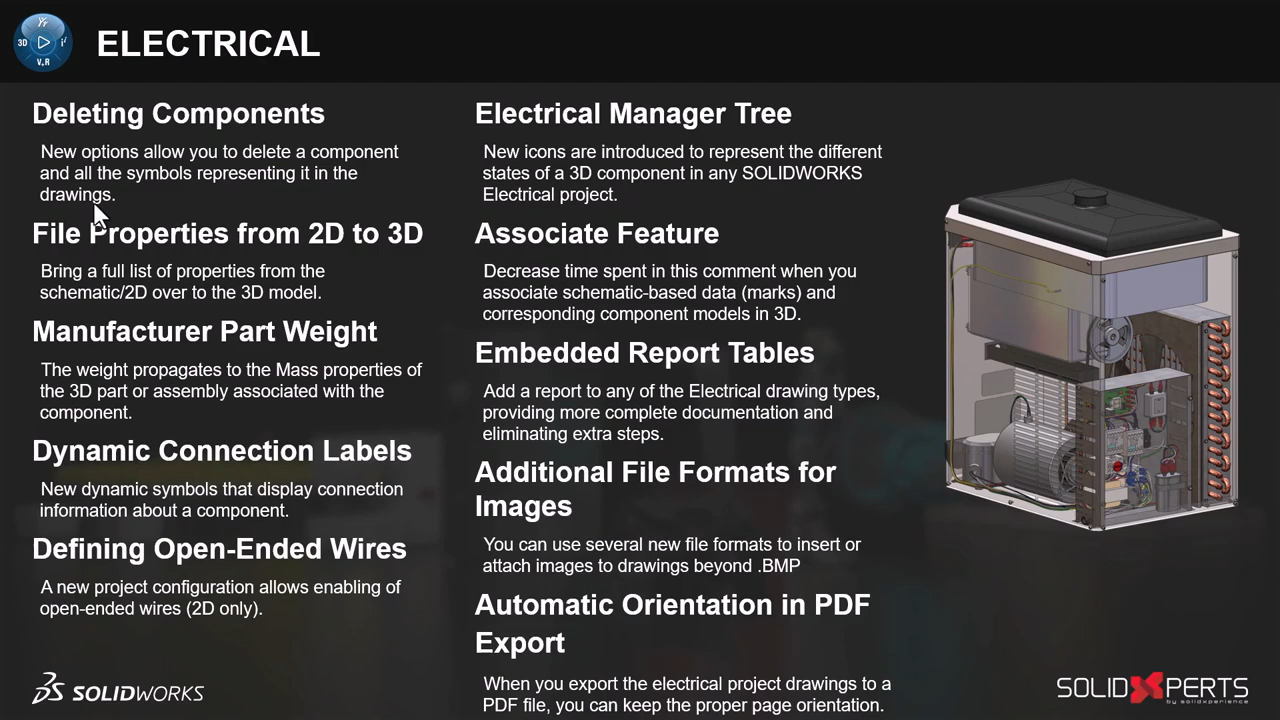 ELECTRICAL
3D
V,R
Deleting Components
New options allow you to delete a component
and all the symbols representing it in the
drawings.
File Properties from 2D to 3D
Bring a full list of properties from the
schematic/2D over to the 3D model.
Manufacturer Part Weight
The weight propagates to the Mass properties of
the 3D part or assembly associated with the
component.
Dynamic Connection Labels
New dynamic symbols that display connection
information about a component.
Defining Open-Ended Wires
A new project configuration allows enabling of
open-ended wires (2D only).
Electrical Manager Tree
New icons are introduced to represent the different
states of a 3D component in any SOLIDWORKS
Electrical project.
Associate Feature
Decrease time spent in this comment when you
associate schematic-based data (marks) and
corresponding component models in 3D.
Embedded Report Tables
Add a report to any of the Electrical drawing types,
providing more complete documentation and
eliminating extra steps.
Additional File Formats for
Images
You can use several new file formats to insert or
attach images to drawings beyond .BMP
Automatic Orientation in PDF
Export
When you export the electrical project drawings to a
PDF file, you can keep the proper page orientation.
SOLIDWORKS
SOLIDXPERTS
by solidxperience